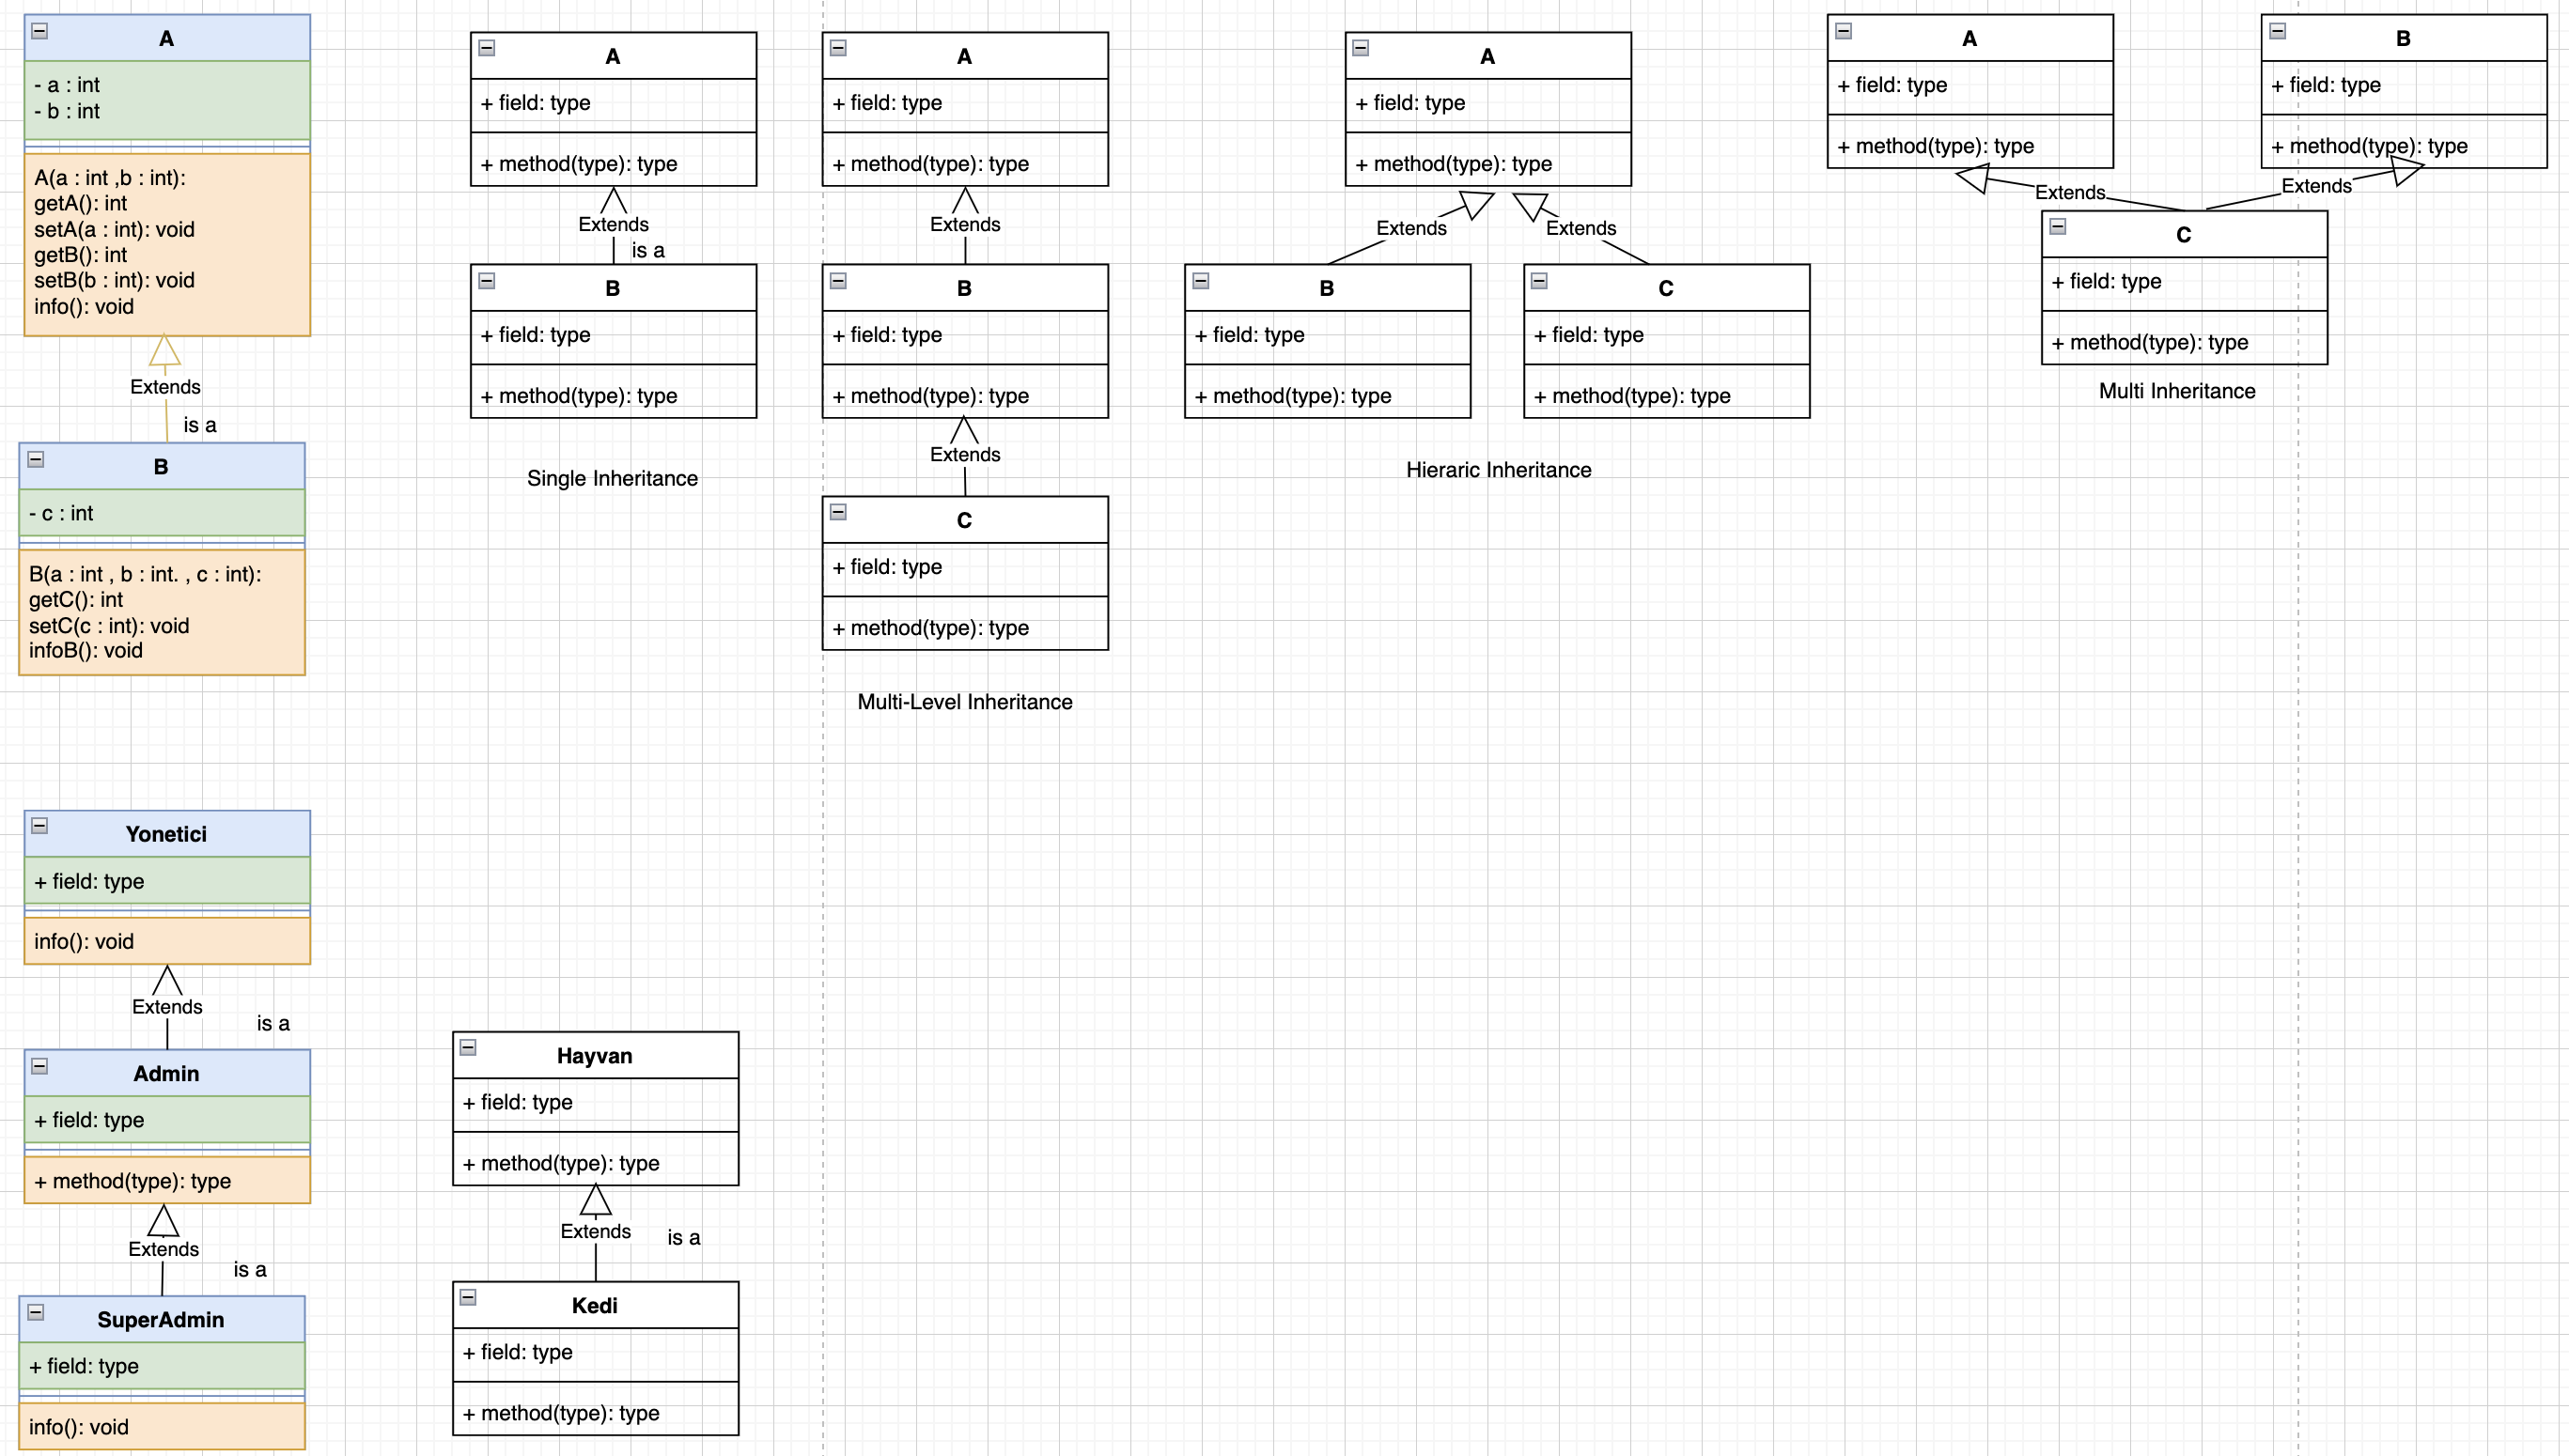 A
- a : int
- b : int
A(a : int ,b : int):
getA(): int
setA(a : int): void
getB(): int
setB(b : int): void
info(): void
Extends
is a
B
- c : int
B(a : int , b : int. , c : int):
getC(): int
setC(c : int): void
infoB(): void
A
+ field: type
+ method(type): type
Extends
is a
B
+ field: type
+ method(type): type
Single Inheritance
A
+ field: type
+ method(type): type
Extends
B
+ field: type
+ method(type): type
Extends
C
+ field: type
+ method(type): type
Multi-Level Inheritance
A
+ field: type
+ method(type): type
Extends
Extends
B
+ field: type
+ method(type): type
C
+ field: type
+ method(type): type
Hieraric Inheritance
A
+ field: type
+ method(type): type
B
+ field: type
+ method(type): type
Extends
Extends
C
+ field: type
+ method(type): type
Multi Inheritance
Yonetici
+ field: type
info(): void
Extends
is a
Admin
+ field: type
+ method(type): type
Extends
is a
SuperAdmin
+ field: type
info(): void
Hayvan
+ field: type
+ method(type): type
Extends
is a
Kedi
+ field: type
+ method(type): type